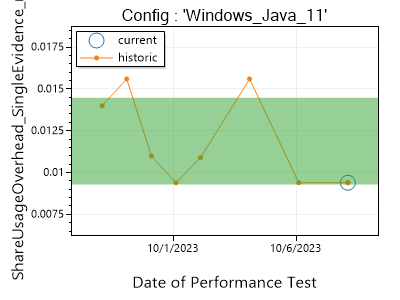 Config : 'Windows_Java_11'
ShareUsageOverhead_SingleEvidence_
0.0175
0.015
0.0125
0.01
0.0075
current
historic
10/1/2023
10/6/2023
Date of Performance Test